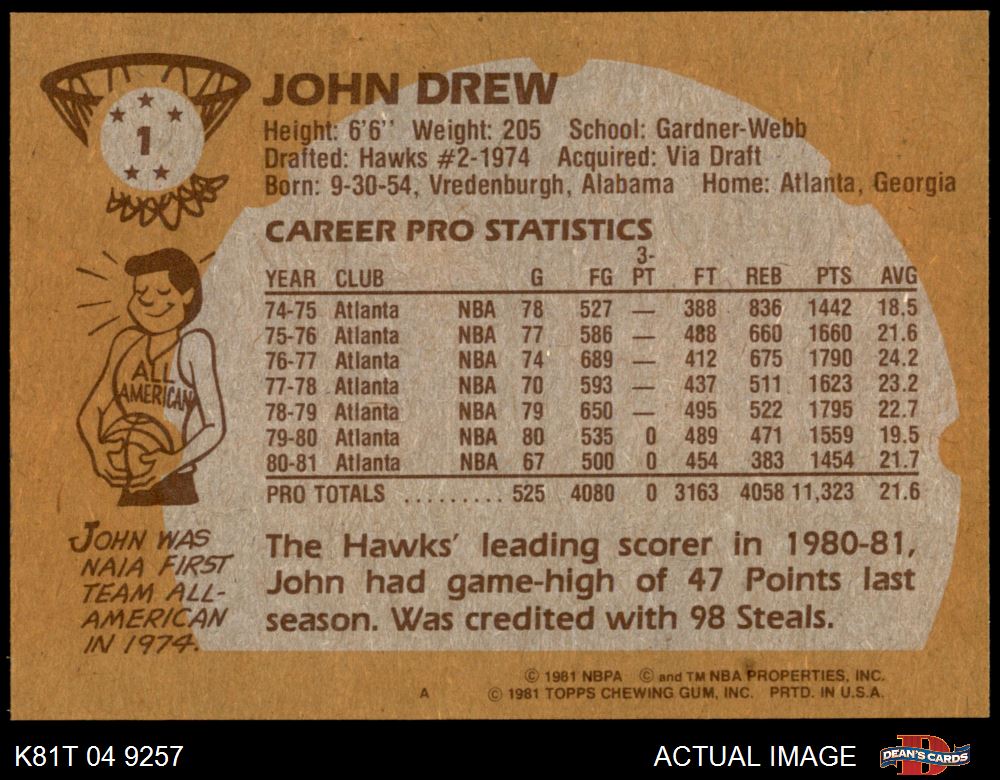 1
JOHN DREW
Height: 6'6'' Weight: 205 School: Gardner-Webb
Drafted: Hawks #2-1974 Acquired: Via Draft
Born: 9-30-54, Vredenburgh, Alabama Home: Atlanta, Georgia
CAREER PRO STATISTICS
YEAR CLUB G FG 3-PT FT REB PTS AVG
74-75 Atlanta NBA 78 527 — 388 836 1442 18.5
75-76 Atlanta NBA 77 586 — 488 660 1660 21.6
76-77 Atlanta NBA 74 689 — 412 675 1790 24.2
77-78 Atlanta NBA 70 593 — 437 511 1623 23.2
78-79 Atlanta NBA 79 650 — 495 522 1795 22.7
79-80 Atlanta NBA 80 535 0 489 471 1559 19.5
80-81 Atlanta NBA 67 500 0 454 383 1454 21.7
PRO TOTALS ......... 525 4080 0 3163 4058 11,323 21.6
ALL
AMERICAN
JOHN WAS
NAIA FIRST
TEAM ALL-
AMERICAN
IN 1974.
The Hawks' leading scorer in 1980-81,
John had game-high of 47 Points last
season. Was credited with 98 Steals.
© 1981 NBPA © and TM NBA PROPERTIES, INC.
A © 1981 TOPPS CHEWING GUM, INC. PRTD. IN U.S.A.
K81T 04 9257 ACTUAL IMAGE DEAN'S CARDS